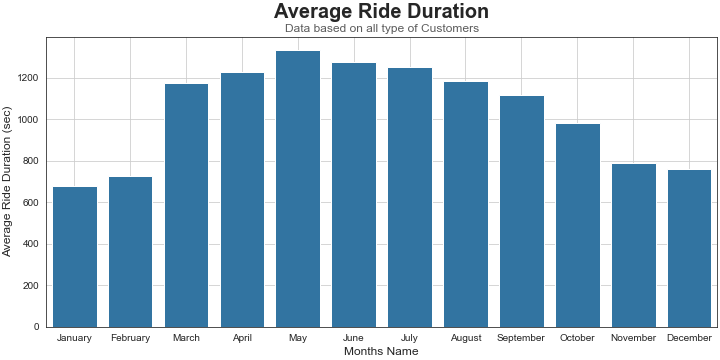 Average Ride Duration
Data based on all type of Customers
Average Ride Duration (sec)
1200
1000
800
600
400
200
0
January February March April May June July August September October November December
Months Name